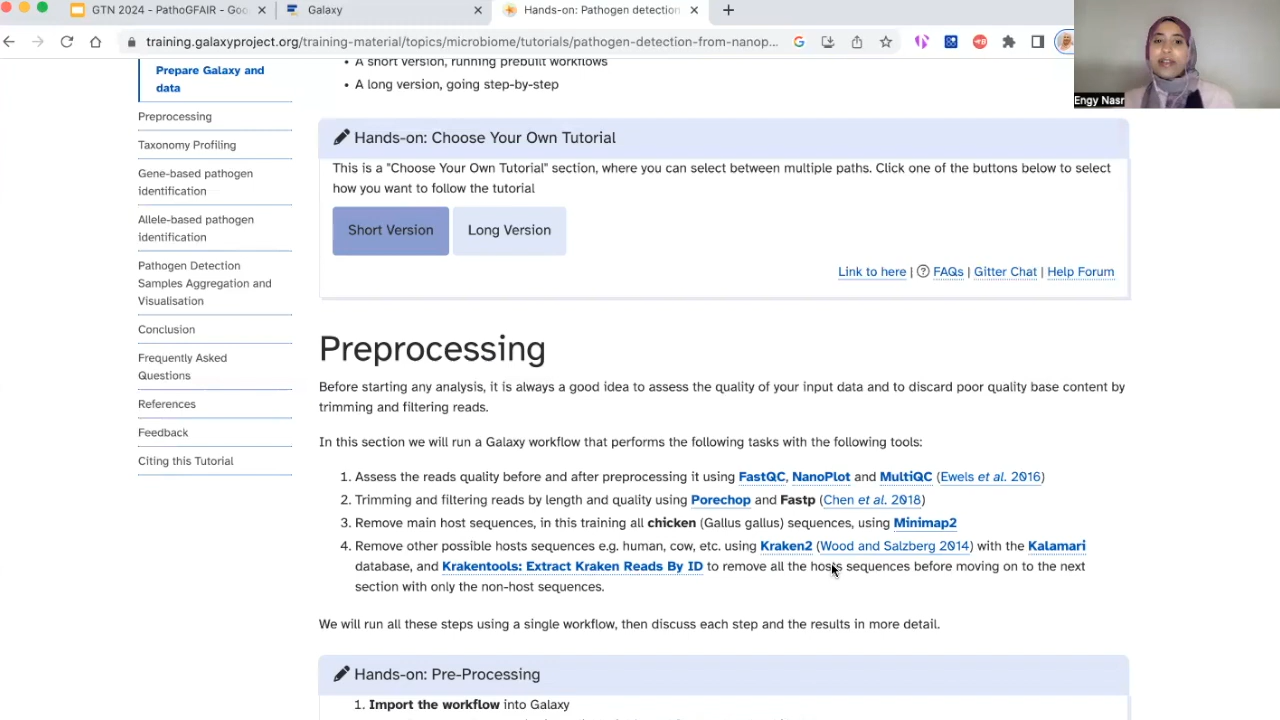 GTN 2024 - PathoGFAIR - Goo
Galaxy
Hands-on: Pathogen detection
training.galaxyproject.org/training-material/topics/microbiome/tutorials/pathogen-detection-from-nanop...
Engy Nasr
Prepare Galaxy and
data
Preprocessing
Taxonomy Profiling
Gene-based pathogen
identification
Allele-based pathogen
identification
Pathogen Detection
Samples Aggregation and
Visualisation
Conclusion
Frequently Asked
Questions
References
Feedback
Citing this Tutorial
• A short version, running prebuilt workflows
• A long version, going step-by-step
Hands-on: Choose Your Own Tutorial
This is a "Choose Your Own Tutorial" section, where you can select between multiple paths. Click one of the buttons below to select
how you want to follow the tutorial
Short Version Long Version
Link to here | FAQs | Gitter Chat | Help Forum
Preprocessing
Before starting any analysis, it is always a good idea to assess the quality of your input data and to discard poor quality base content by
trimming and filtering reads.
In this section we will run a Galaxy workflow that performs the following tasks with the following tools:
1. Assess the reads quality before and after preprocessing it using FastQC, NanoPlot and MultiQC (Ewels et al. 2016)
2. Trimming and filtering reads by length and quality using Porechop and Fastp (Chen et al. 2018)
3. Remove main host sequences, in this training all chicken (Gallus gallus) sequences, using Minimap2
4. Remove other possible hosts sequences e.g. human, cow, etc. using Kraken2 (Wood and Salzberg 2014) with the Kalamari
database, and Krakentools: Extract Kraken Reads By ID to remove all the hosts sequences before moving on to the next
section with only the non-host sequences.
We will run all these steps using a single workflow, then discuss each step and the results in more detail.
Hands-on: Pre-Processing
1. Import the workflow into Galaxy